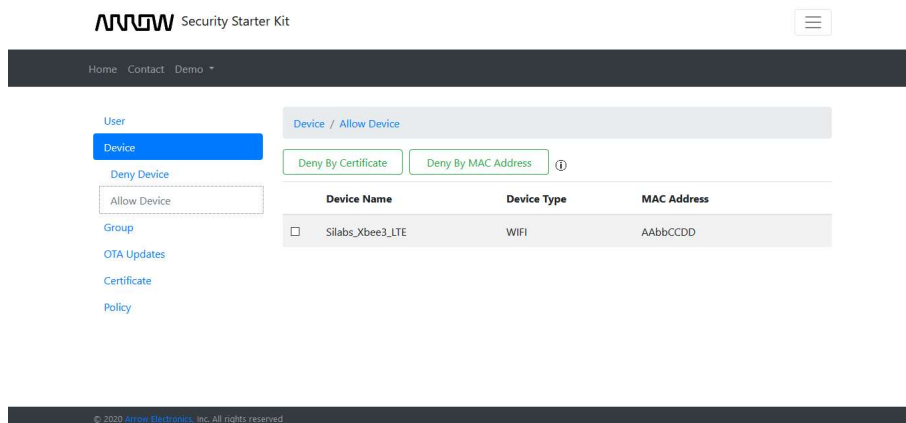 ARROW Security Starter Kit
Home Contact Demo
User
Device
Deny Device
Allow Device
Group
OTA Updates
Certificate
Policy
Device / Allow Device
Deny By Certificate Deny By MAC Address
Device Name Device Type MAC Address
Silabs_Xbee3_LTE WIFI AAbbCCDD
© 2020 Arrow Electronics, Inc. All rights reserved